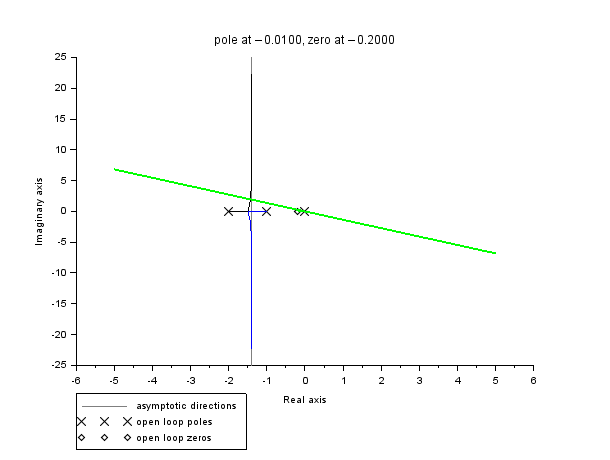 pole at −0.0100, zero at −0.2000
25
20
15
10
5
0
-5
-10
-15
-20
-25
Imaginary axis
-6 -5 -4 -3 -2 -1 0 1 2 3 4 5 6
Real axis
asymptotic directions
open loop poles
open loop zeros